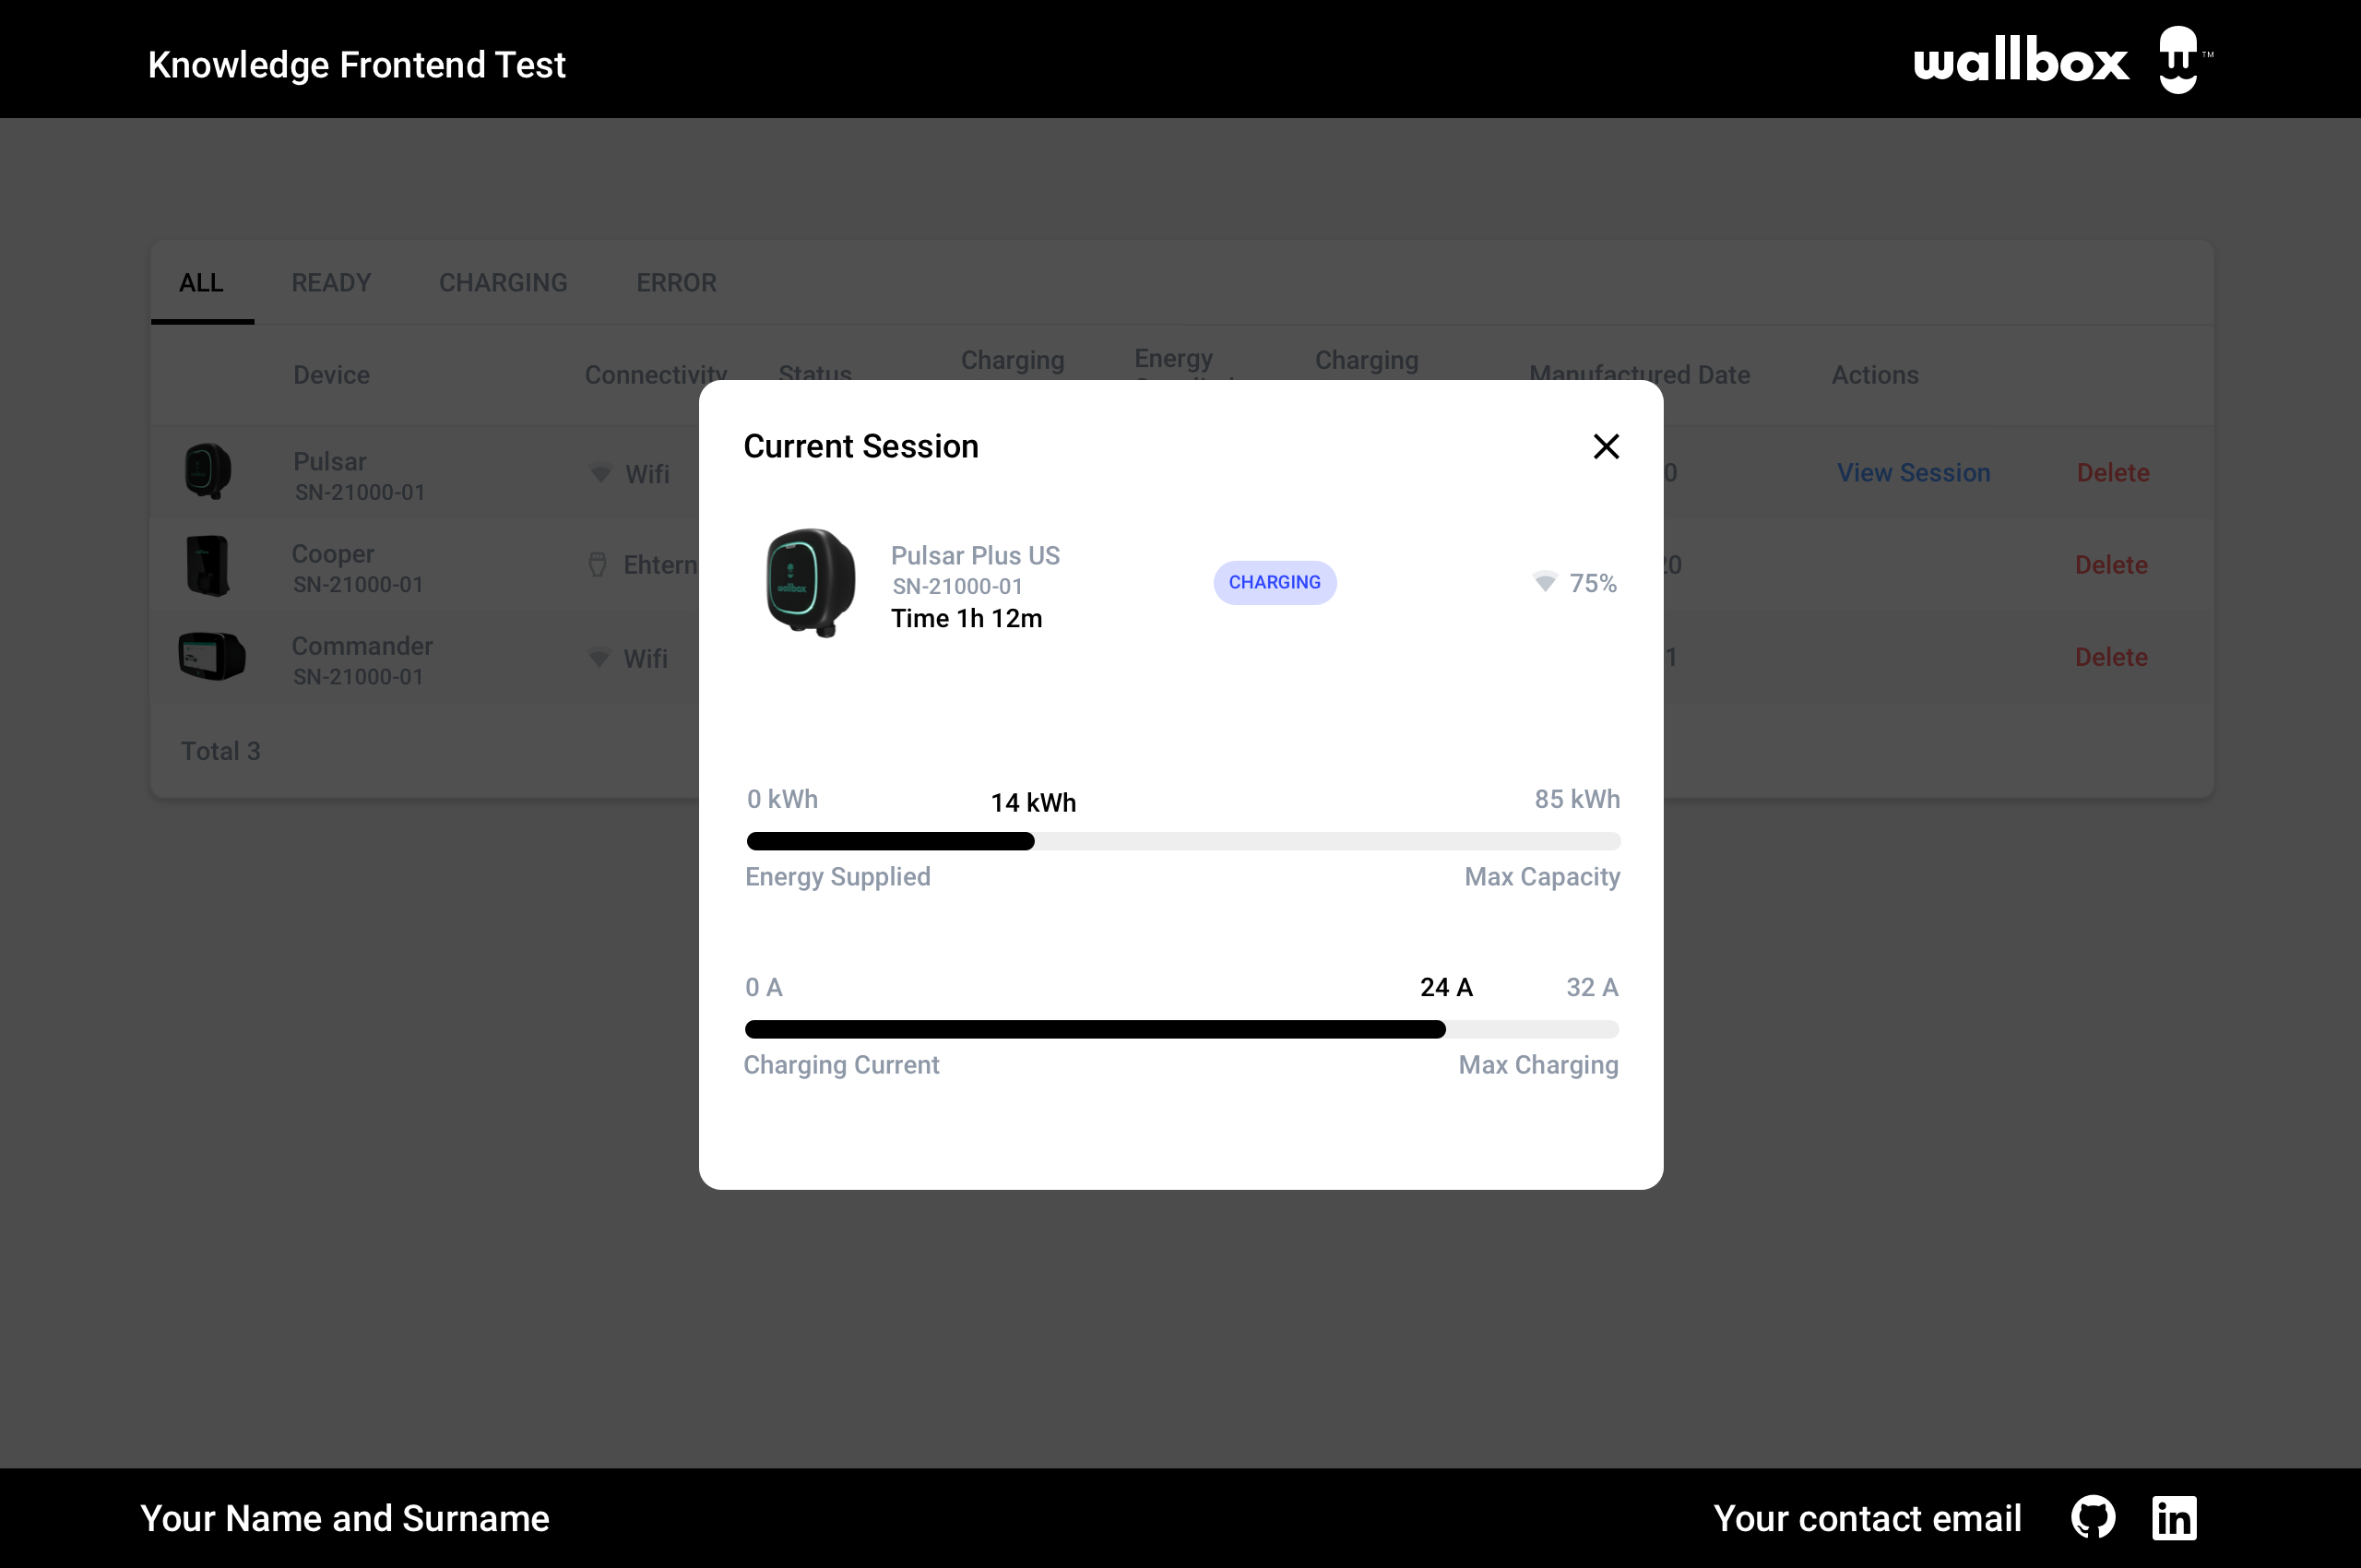 Knowledge Frontend Test
wallbox
TM
ALL READY CHARGING ERROR
Device Connectivity Status Charging Energy Charging Manufactured Date Actions
Current Session
Pulsar
SN-21000-01
Wifi
0 View Session Delete
wallbox
Pulsar Plus US
SN-21000-01
Time 1h 12m
CHARGING
75%
Cooper
SN-21000-01
Ehtern
20 Delete
Commander
SN-21000-01
Wifi
1 Delete
Total 3
0 kWh 14 kWh 85 kWh
Energy Supplied Max Capacity
0 A 24 A 32 A
Charging Current Max Charging
Your Name and Surname
Your contact email
in